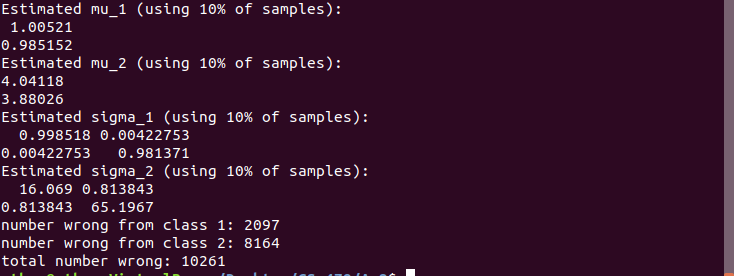 Estimated mu_1 (using 10% of samples):
1.00521
0.985152
Estimated mu_2 (using 10% of samples):
4.04118
3.88026
Estimated sigma_1 (using 10% of samples):
0.998518 0.00422753
0.00422753 0.981371
Estimated sigma_2 (using 10% of samples):
16.069 0.813843
0.813843 65.1967
number wrong from class 1: 2097
number wrong from class 2: 8164
total number wrong: 10261